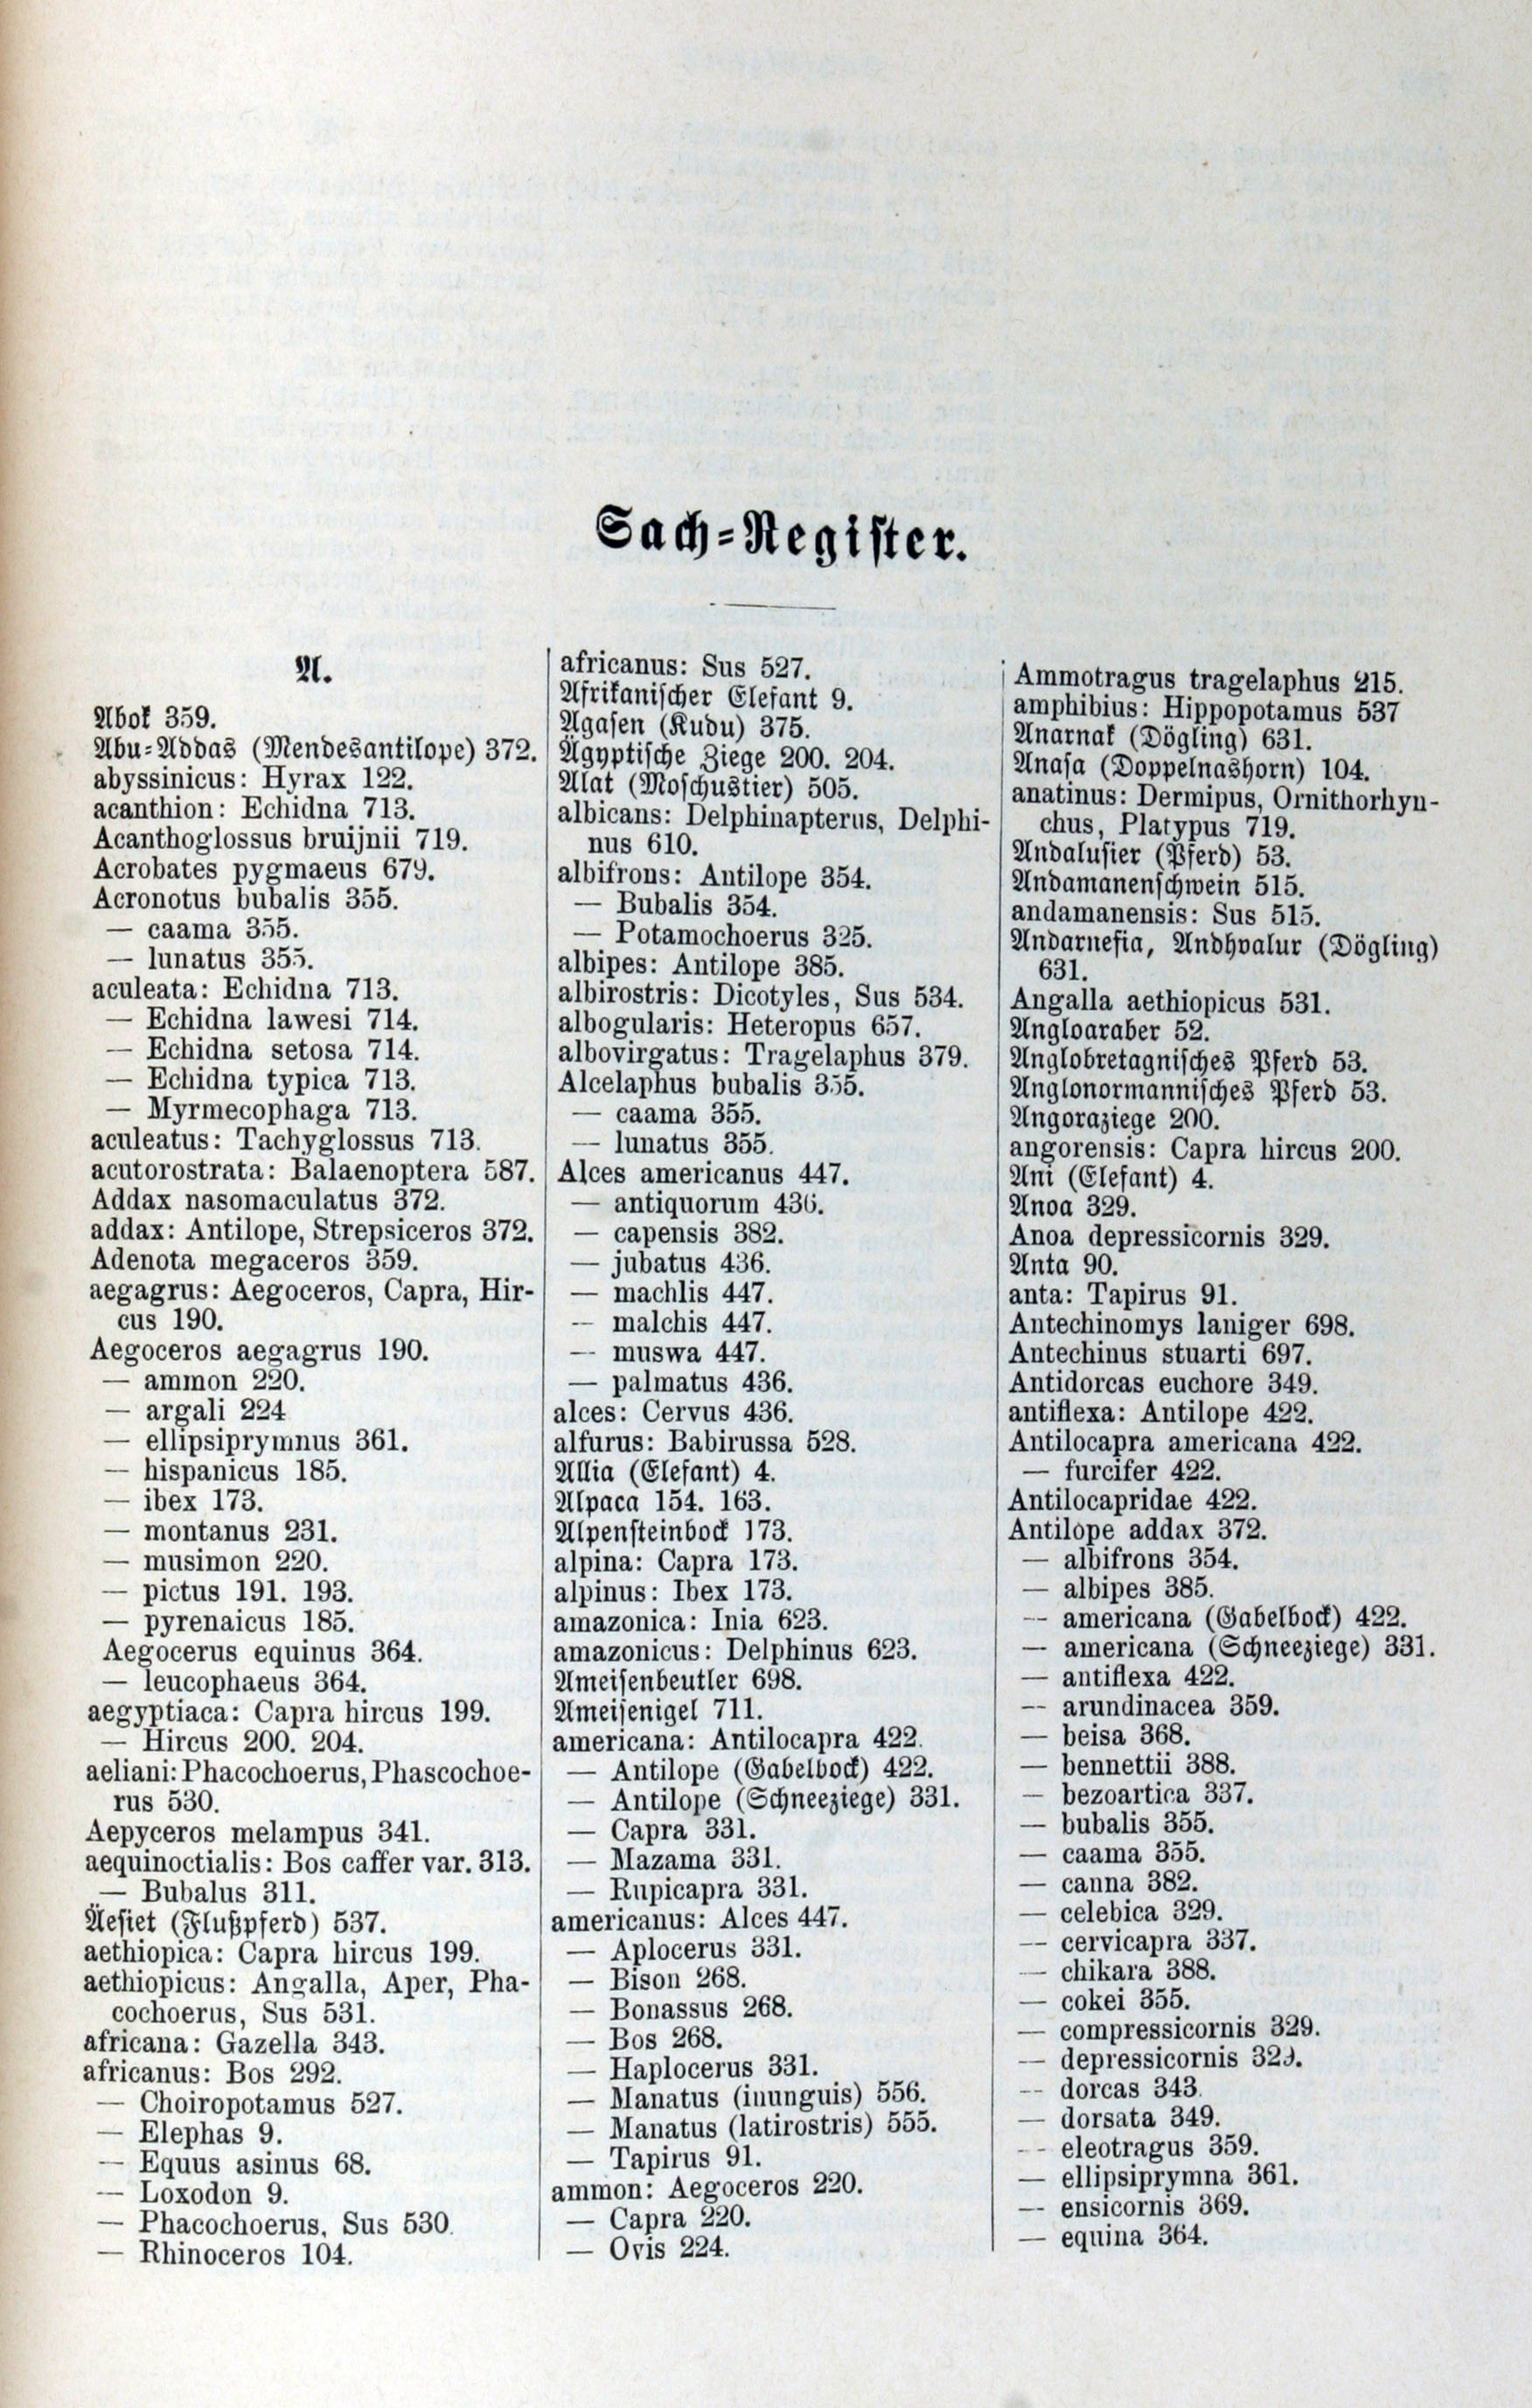 Sach-Register.
A.
Abok 359.
Abu-Addas (Mendesantilope) 372.
abyssinicus: Hyrax 122.
acanthion: Echidna 713.
Acanthoglossus bruijnii 719.
Acrobates pygmaeus 679.
Acronotus bubalis 355.
— caama 355.
— lunatus 355.
aculeata: Echidna 713.
— Echidna lawesi 714.
— Echidna setosa 714.
— Echidna typica 713.
— Myrmecophaga 713.
aculeatus: Tachyglossus 713.
acutorostrata: Balaenoptera 587.
Addax nasomaculatus 372.
addax: Antilope, Strepsiceros 372.
Adenota megaceros 359.
aegagrus: Aegoceros, Capra, Hir-
cus 190.
Aegoceros aegagrus 190.
— ammon 220.
— argali 224
— ellipsiprymnus 361.
— hispanicus 185.
— ibex 173.
— montanus 231.
— musimon 220.
— pictus 191. 193.
— pyrenaicus 185.
Aegocerus equinus 364.
— leucophaeus 364.
aegyptiaca: Capra hircus 199.
— Hircus 200. 204.
aeliani: Phacochoerus, Phascochoe-
rus 530.
Aepyceros melampus 341.
aequinoctialis: Bos caffer var. 313.
— Bubalus 311.
Äesiet (Flußpferd) 537.
aethiopica: Capra hircus 199.
aethiopicus: Angalla, Aper, Pha-
cochoerus, Sus 531.
africana: Gazella 343.
africanus: Bos 292.
— Choiropotamus 527.
— Elephas 9.
— Equus asinus 68.
— Loxodon 9.
— Phacochoerus, Sus 530.
— Rhinoceros 104.
africanus: Sus 527.
Afrikanischer Elefant 9.
Agasen (Kudu) 375.
Ägyptische Ziege 200. 204.
Alat (Moschustier) 505.
albicans: Delphinapterus, Delphi-
nus 610.
albifrons: Antilope 354.
— Bubalis 354.
— Potamochoerus 325.
albipes: Antilope 385.
albirostris: Dicotyles, Sus 534.
albogularis: Heteropus 657.
albovirgatus: Tragelaphus 379.
Alcelaphus bubalis 355.
— caama 355.
— lunatus 355.
Alces americanus 447.
— antiquorum 436.
— capensis 382.
— jubatus 436.
— machlis 447.
— malchis 447.
— muswa 447.
— palmatus 436.
alces: Cervus 436.
alfurus: Babirussa 528.
Allia (Elefant) 4.
Alpaca 154. 163.
Alpensteinbock 173.
alpina: Capra 173.
alpinus: Ibex 173.
amazonica: Inia 623.
amazonicus: Delphinus 623.
Ameisenbeutler 698.
Ameisenigel 711.
americana: Antilocapra 422.
— Antilope (Gabelbock) 422.
— Antilope (Schneeziege) 331.
— Capra 331.
— Mazama 331.
— Rupicapra 331.
americanus: Alces 447.
— Aplocerus 331.
— Bison 268.
— Bonassus 268.
— Bos 268.
— Haplocerus 331.
— Manatus (inunguis) 556.
— Manatus (latirostris) 555.
— Tapirus 91.
ammon: Aegoceros 220.
— Capra 220.
— Ovis 224.
Ammotragus tragelaphus 215.
amphibius: Hippopotamus 537
Anarnak (Dögling) 631.
Anasa (Doppelnashorn) 104.
anatinus: Dermipus, Ornithorhyn-
chus, Platypus 719.
Andalusier (Pferd) 53.
Andamanenschwein 515.
andamanensis: Sus 515.
Andarnefia, Andhvalur (Dögling)
631.
Angalla aethiopicus 531.
Angloaraber 52.
Anglobretagnisches Pferd 53.
Anglonormannisches Pferd 53.
Angoraziege 200.
angorensis: Capra hircus 200.
Ani (Elefant) 4.
Anoa 329.
Anoa depressicornis 329.
Anta 90.
anta: Tapirus 91.
Antechinomys laniger 698.
Antechinus stuarti 697.
Antidorcas euchore 349.
antiflexa: Antilope 422.
Antilocapra americana 422.
— furcifer 422.
Antilocapridae 422.
Antilope addax 372.
— albifrons 354.
— albipes 385.
— americana (Gabelbock) 422.
— americana (Schneeziege) 331.
— antiflexa 422.
— arundinacea 359.
— beisa 368.
— bennettii 388.
— bezoartica 337.
— bubalis 355.
— caama 355.
— canna 382.
— celebica 329.
— cervicapra 337.
— chikara 388.
— cokei 355.
— compressicornis 329.
— depressicornis 329.
— dorcas 343.
— dorsata 349.
— eleotragus 359.
— ellipsiprymna 361.
— ensicornis 369.
— equina 364.